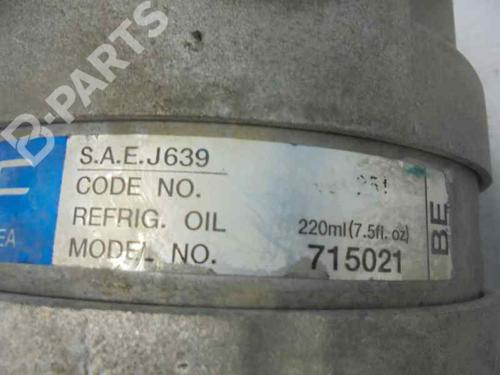 B-PARTS
S.A.E.J639
CODE NO.
REFRIG. OIL 220ml(7.5fl. oz)
MODEL NO. 715021
BE
EA